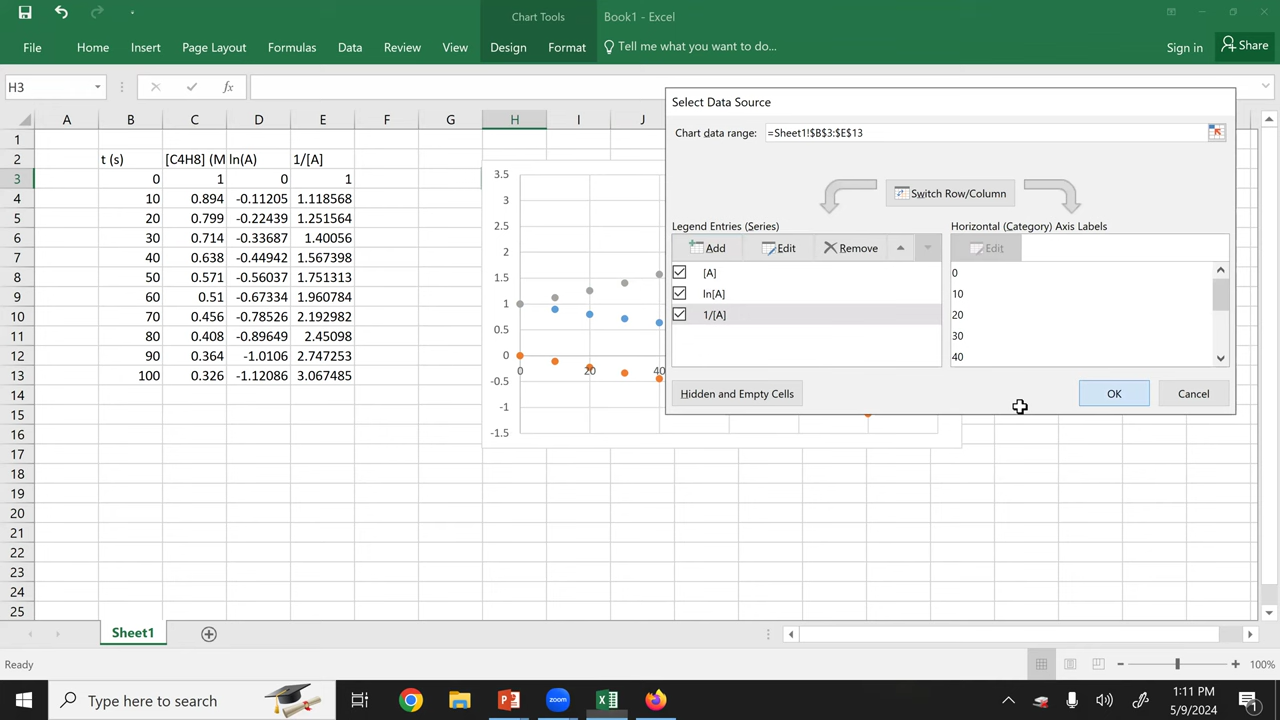 Chart Tools
Book1 - Excel
File
Home
Insert
Page Layout
Formulas
Data
Review
View
Design
Format
Tell me what you want to do...
Sign in
Share
H3
fx
Select Data Source
Chart data range:
=Sheet1!$B$3:$E$13
Switch Row/Column
Legend Entries (Series)
Horizontal (Category) Axis Labels
Add
Edit
Remove
Edit
[A]
0
ln[A]
10
1/[A]
20
30
40
Hidden and Empty Cells
OK
Cancel
A B C D E F G H I J
1
2 t (s) [C4H8] (M ln(A) 1/[A]
3 0 1 0 1
4 10 0.894 -0.11205 1.118568
5 20 0.799 -0.22439 1.251564
6 30 0.714 -0.33687 1.40056
7 40 0.638 -0.44942 1.567398
8 50 0.571 -0.56037 1.751313
9 60 0.51 -0.67334 1.960784
10 70 0.456 -0.78526 2.192982
11 80 0.408 -0.89649 2.45098
12 90 0.364 -1.0106 2.747253
13 100 0.326 -1.12086 3.067485
14
15
16
17
18
19
20
21
22
23
24
25
3.5
3
2.5
2
1.5
1
0.5
0
-0.5
-1
-1.5
0 20 40
Sheet1
Ready
100%
Type here to search
zoom
1:11 PM
5/9/2024
1